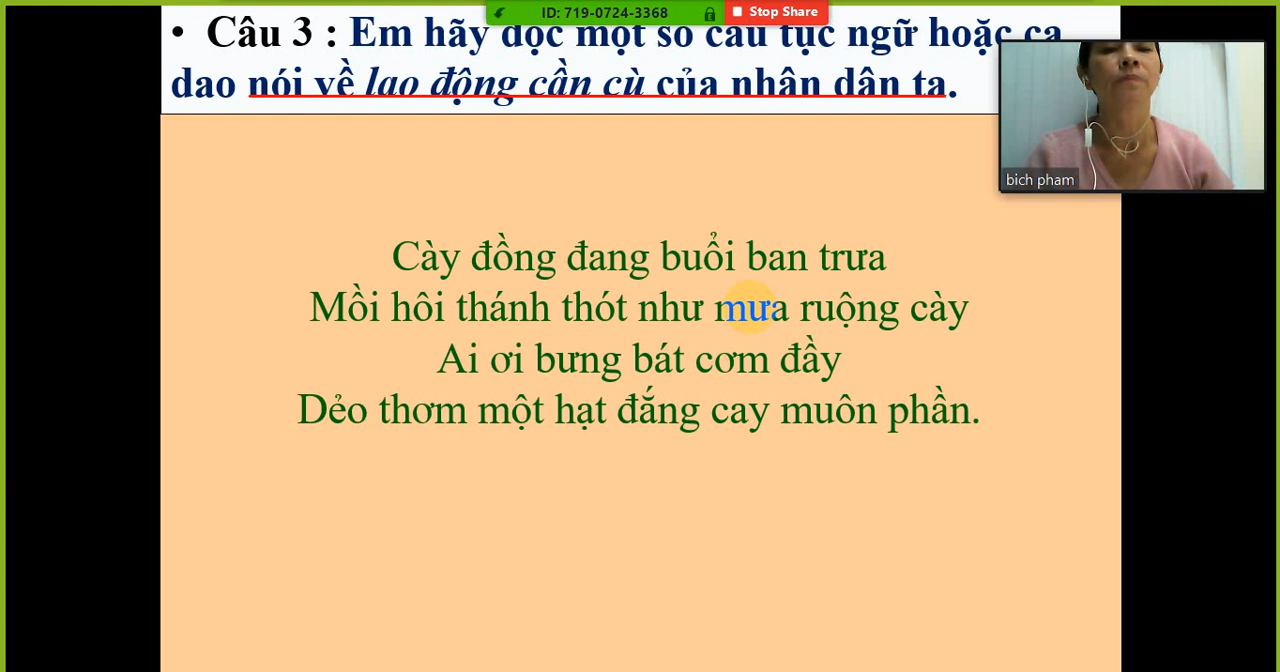 ID: 719-0724-3368
Stop Share
• Câu 3 : Em hãy đọc một số câu tục ngữ hoặc ca
dao nói về lao động cần cù của nhân dân ta.
bich pham
Cày đồng đang buổi ban trưa
Mồi hôi thánh thót như mưa ruộng cày
Ai ơi bưng bát cơm đầy
Dẻo thơm một hạt đắng cay muôn phần.